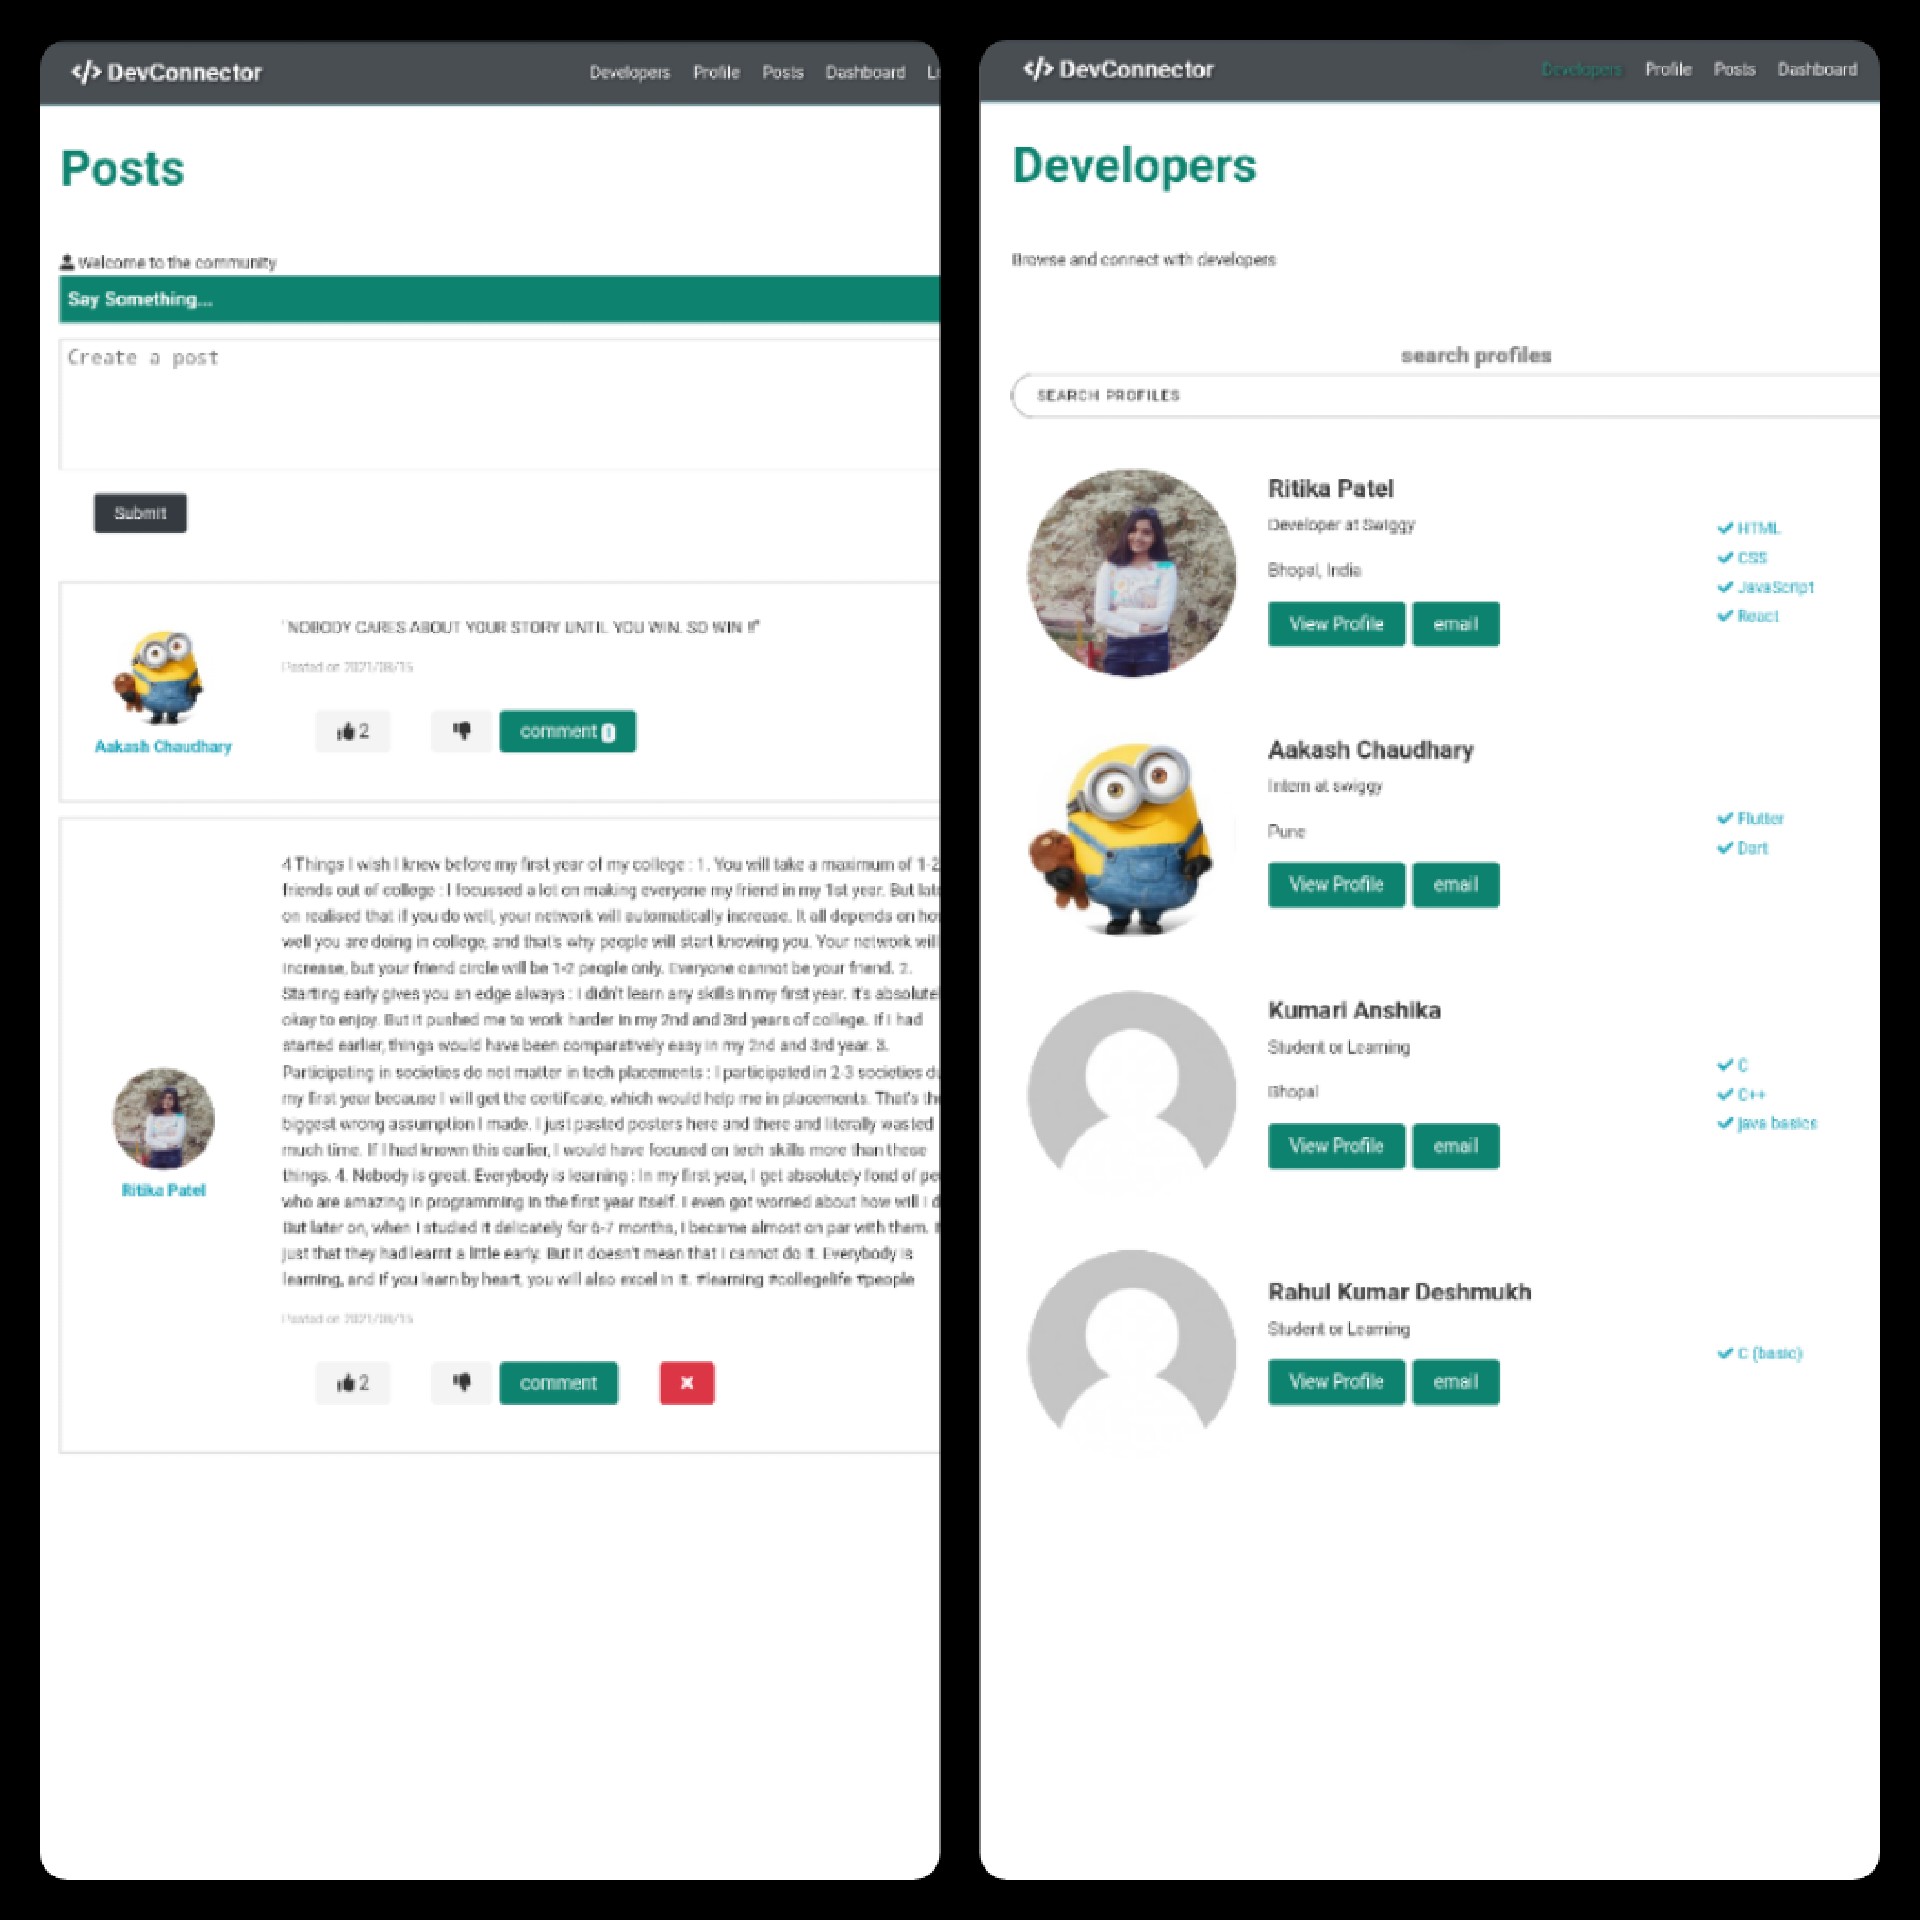 DevConnector
Developers Profile Posts Dashboard
Posts
Welcome to the community
Say Something...
Create a post
Submit
"NOBODY CARES ABOUT YOUR STORY UNTIL YOU WIN. SO WIN !!"
Posted on 2021/08/15
2
comment
Aakash Chaudhary
4 Things I wish I knew before my first year of my college : 1. You will take a maximum of 1-2
friends out of college : I focussed a lot on making everyone my friend in my 1st year. But
on realised that if you do well, your network will automatically increase. It all depends on
well you are doing in college, and that's why people will start knowing you. Your network will
increase, but your friend circle will be 1-2 people only. Everyone cannot be your friend. 2.
Starting early gives you an edge always : I didn't learn any skills in my first year. It's
okay to enjoy. But it pushed me to work harder in my 2nd and 3rd years of college. If I had
started earlier, things would have been comparatively easy in my 2nd and 3rd year. 3.
Participating in societies do not matter in tech placements : I participated in 2-3 societies
my first year because I will get the certificate, which would help me in placements. That's
biggest wrong assumption I made. I just pasted posters here and there and literally wasted
much time. If I had known this earlier, I would have focused on tech skills more than these
things. 4. Nobody is great. Everybody is learning : In my first year, I get absolutely fond of
who are amazing in programming in the first year itself. I even got worried about how will I
But later on, when I studied it delicately for 6-7 months, I became almost on par with them.
just that they had learnt a little early. But it doesn't mean that I cannot do it. Everybody is
learning, and if you learn by heart, you will also excel in it. #learning #collegelife #people
Ritika Patel
Posted on 2021/08/15
2
comment
DevConnector
Developers Profile Posts Dashboard
Developers
Browse and connect with developers
search profiles
SEARCH PROFILES
Ritika Patel
Developer at Swiggy
Bhopal, India
View Profile email
HTML
CSS
JavaScript
React
Aakash Chaudhary
Intern at swiggy
Pune
View Profile email
Flutter
Dart
Kumari Anshika
Student or Learning
Bhopal
View Profile email
C
C++
java basics
Rahul Kumar Deshmukh
Student or Learning
View Profile email
C (basic)